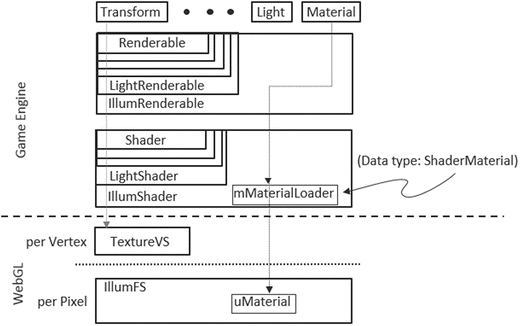 Transform • • • Light Material
Renderable
LightRenderable
IllumRenderable
Game Engine
Shader
(Data type: ShaderMaterial)
LightShader
IllumShader
mMaterialLoader
per Vertex
TextureVS
WebGL
IllumFS
per Pixel
uMaterial